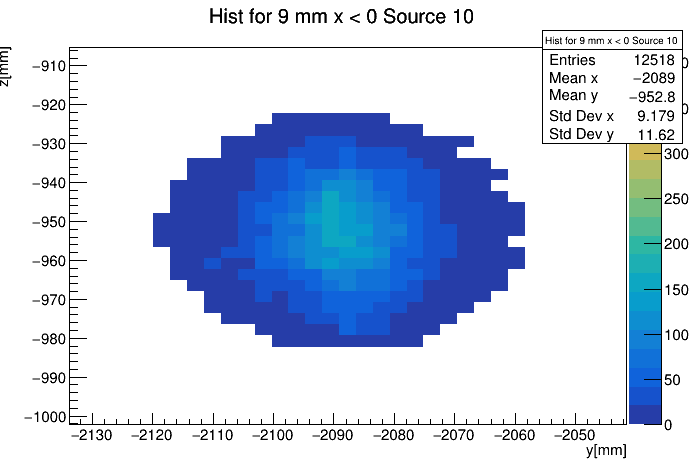 Hist for 9 mm x < 0 Source 10
z[mm]
Hist for 9 mm x < 0 Source 10
Entries 12518
Mean x −2089
Mean y −952.8
Std Dev x 9.179
Std Dev y 11.62
−910
−920
−930
−940
−950
−960
−970
−980
−990
−1000
−2130 −2120 −2110 −2100 −2090 −2080 −2070 −2060 −2050
y[mm]
300
250
200
150
100
50
0